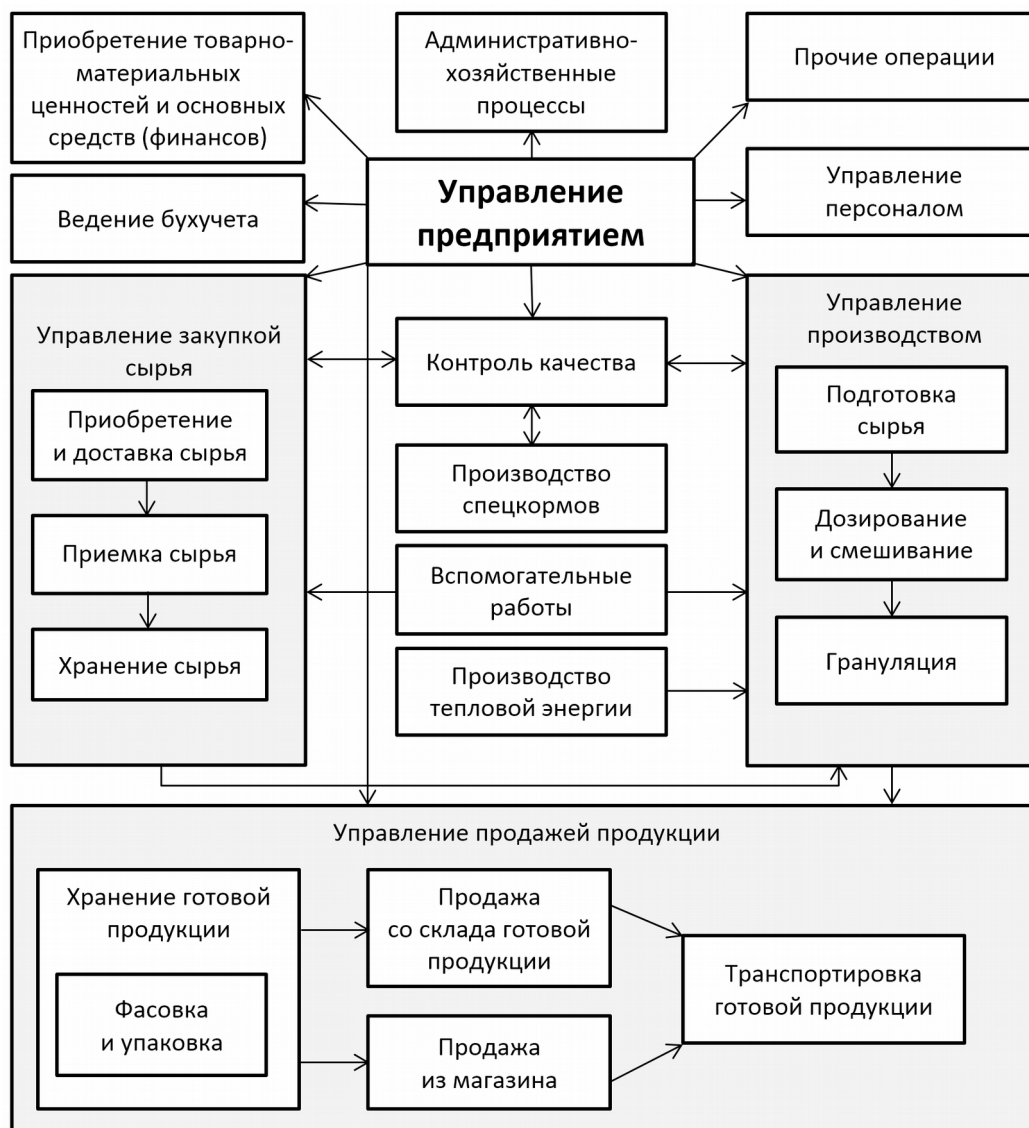 Приобретение товарно-
материальных
ценностей и основных
средств (финансов)
Административно-
хозяйственные
процессы
Прочие операции
Ведение бухучета
Управление
предприятием
Управление
персоналом
Управление закупкой
сырья
Приобретение
и доставка сырья
Приемка сырья
Хранение сырья
Контроль качества
Производство
спецкормов
Вспомогательные
работы
Производство
тепловой энергии
Управление
производством
Подготовка
сырья
Дозирование
и смешивание
Грануляция
Управление продажей продукции
Хранение готовой
продукции
Фасовка
и упаковка
Продажа
со склада готовой
продукции
Продажа
из магазина
Транспортировка
готовой продукции